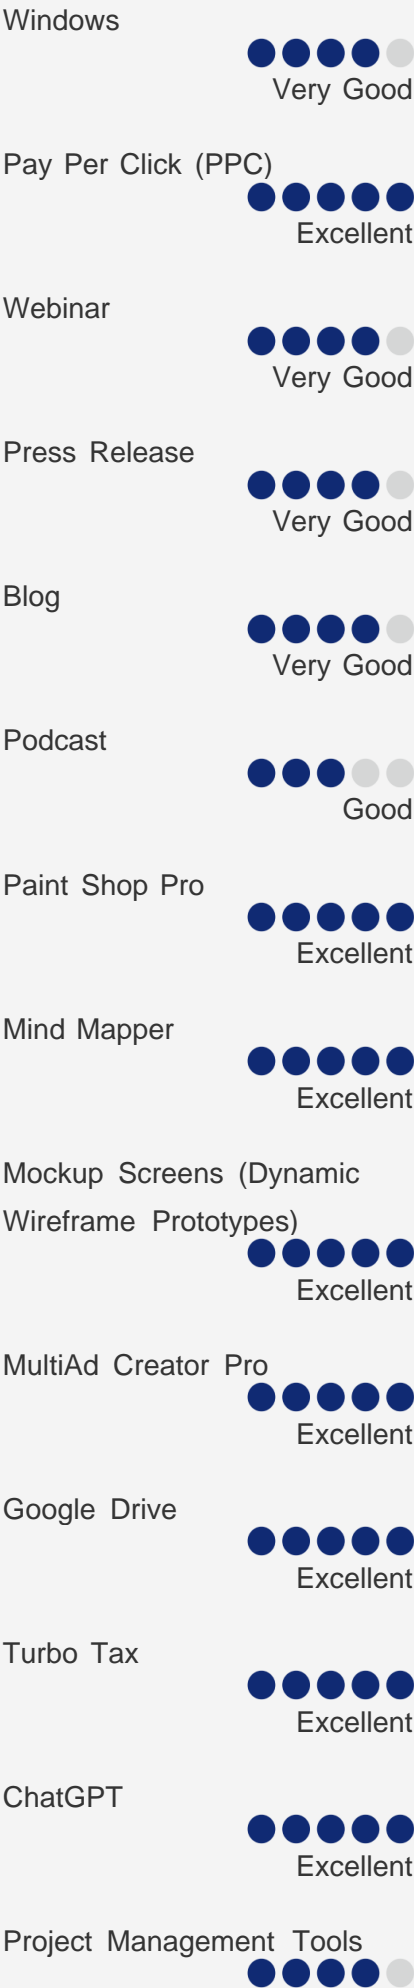 Windows
Very Good
Pay Per Click (PPC)
Excellent
Webinar
Very Good
Press Release
Very Good
Blog
Very Good
Podcast
Good
Paint Shop Pro
Excellent
Mind Mapper
Excellent
Mockup Screens (Dynamic
Wireframe Prototypes)
Excellent
MultiAd Creator Pro
Excellent
Google Drive
Excellent
Turbo Tax
Excellent
ChatGPT
Excellent
Project Management Tools